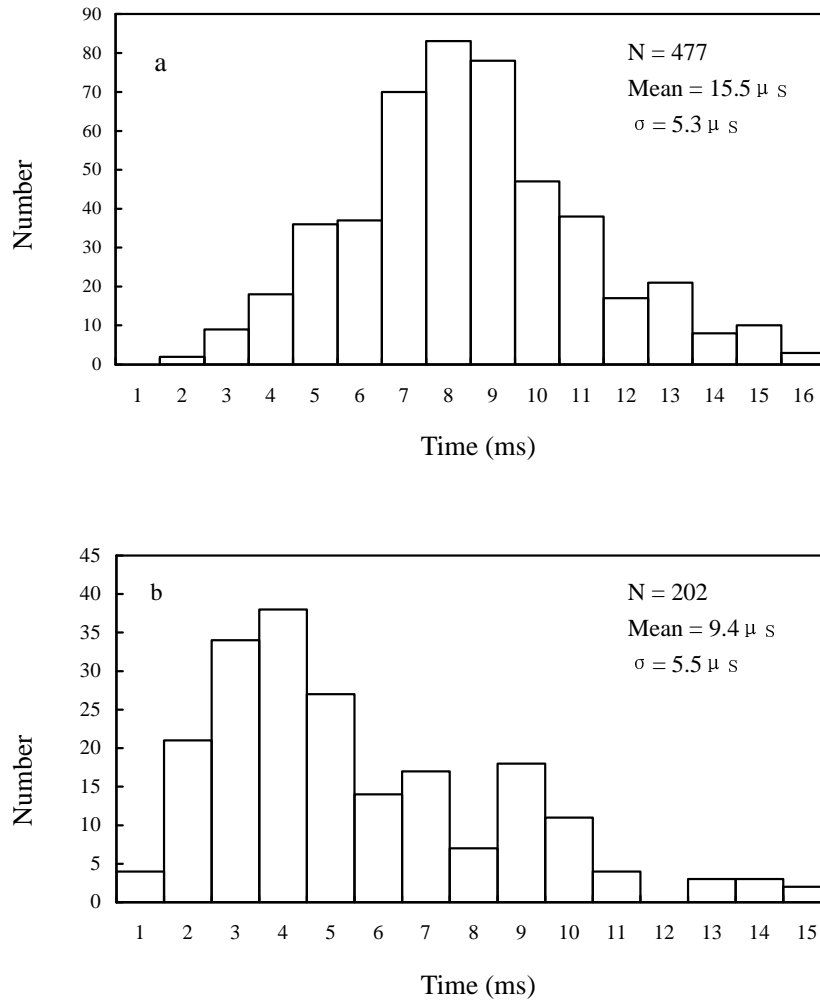 90
80
70
60
50
40
30
20
10
0
a
N = 477
Mean = 15.5 μ s
σ = 5.3 μ s
Number
1 2 3 4 5 6 7 8 9 10 11 12 13 14 15 16
Time (ms)
45
40
35
30
25
20
15
10
5
0
b
N = 202
Mean = 9.4 μ s
σ = 5.5 μ s
Number
1 2 3 4 5 6 7 8 9 10 11 12 13 14 15
Time (ms)